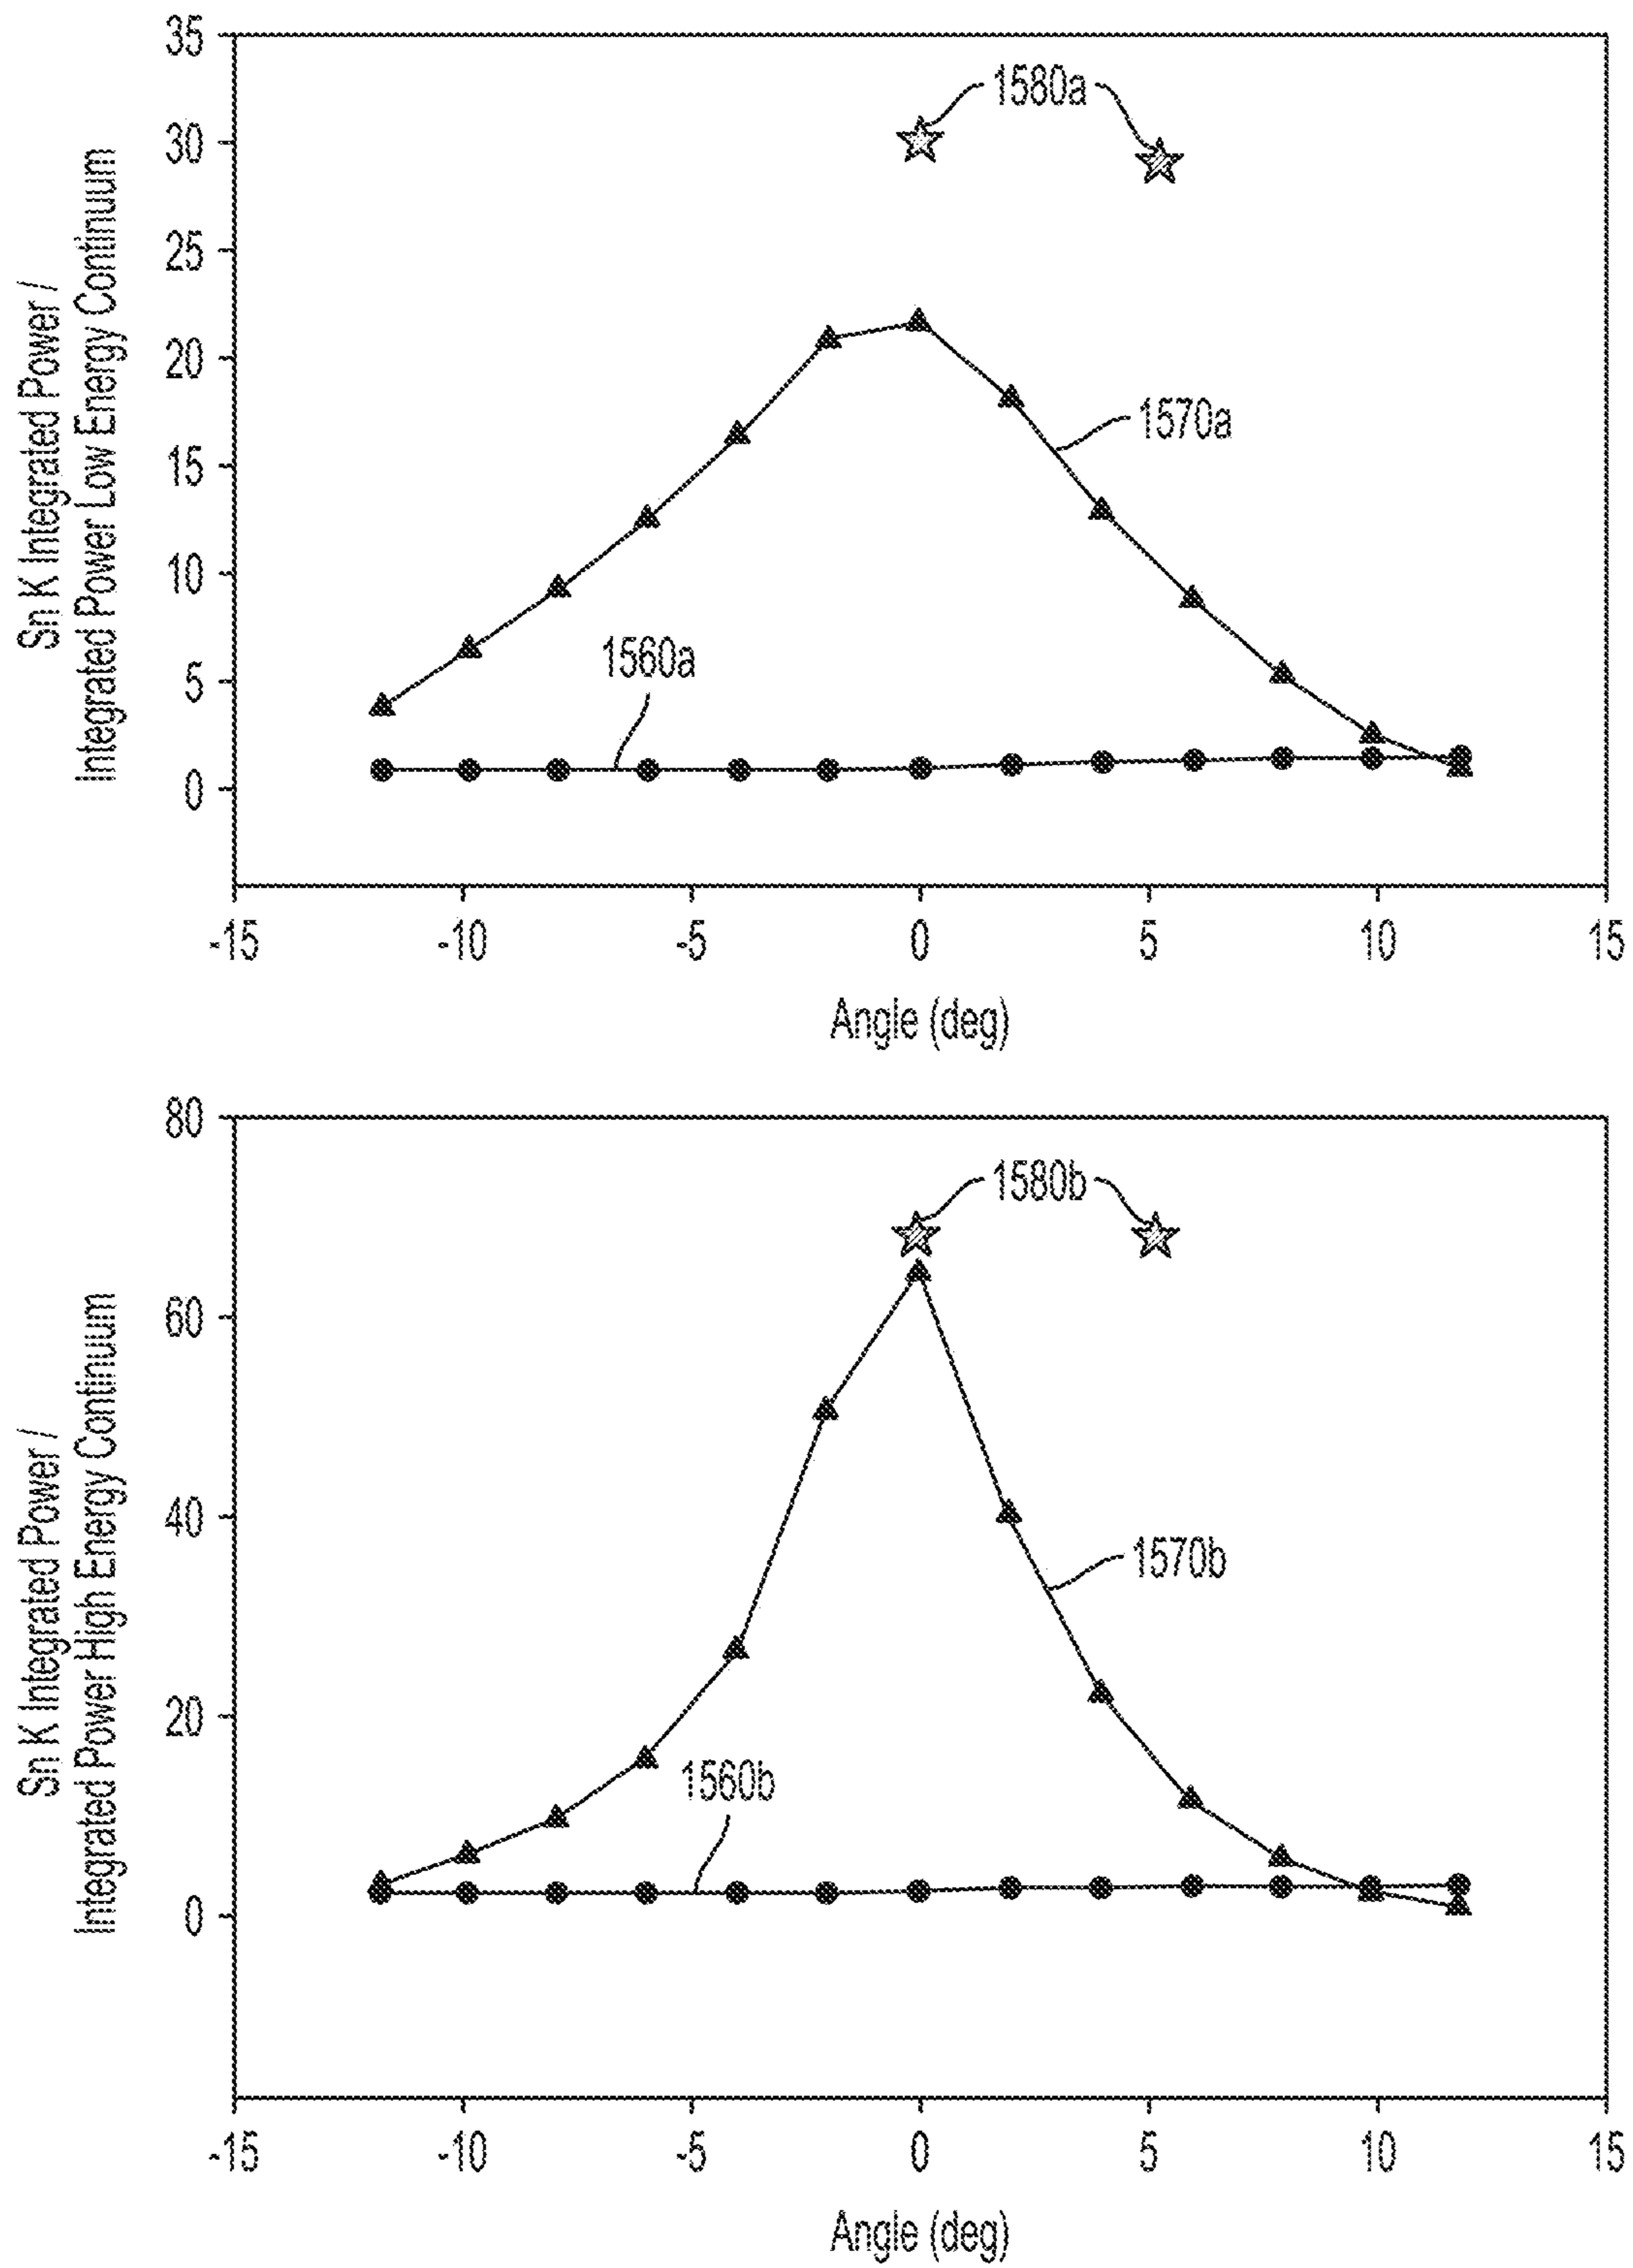 Sn K Integrated Power /
Integrated Power Low Energy Continuum
35
30
25
20
15
10
5
0
1580a
1570a
1560a
-15
-10
-5
0
5
10
15
Angle (deg)
Sn K Integrated Power /
Integrated Power High Energy Continuum
80
60
40
20
0
1580b
1570b
1560b
-15
-10
-5
0
5
10
15
Angle (deg)